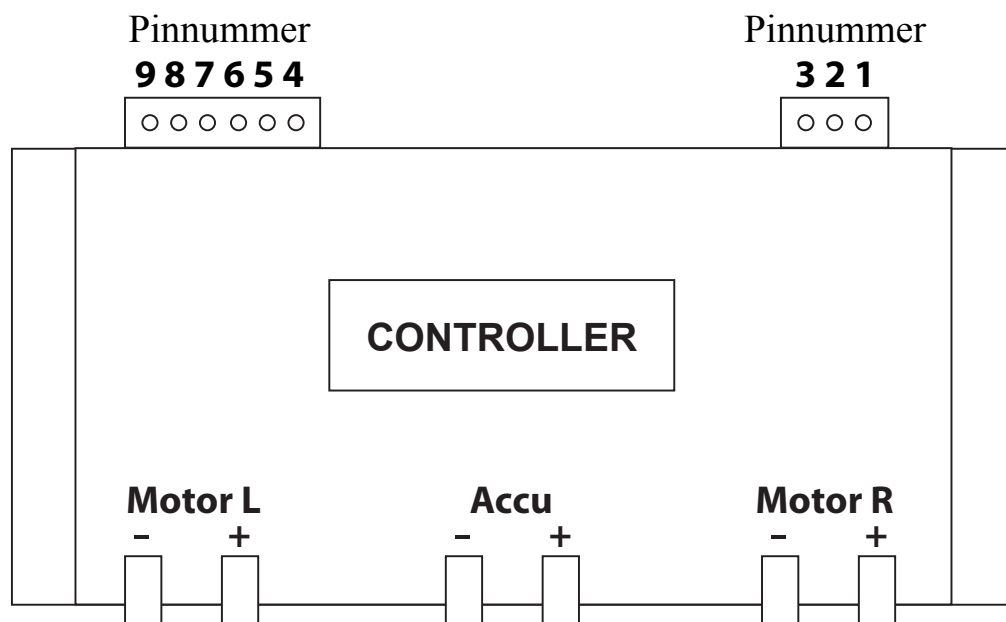 Pinnummer Pinnummer
9 8 7 6 5 4 3 2 1
CONTROLLER
Motor L Accu Motor R
- + - + - +